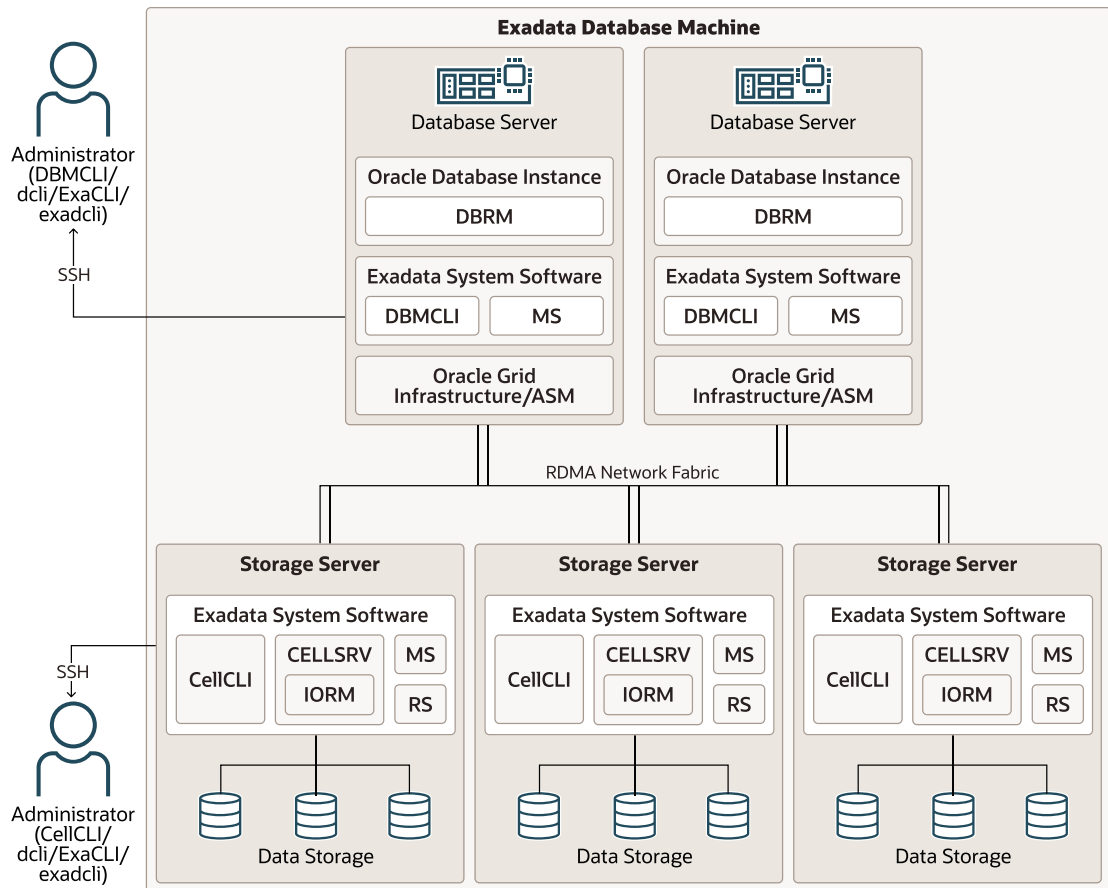 Exadata Database Machine
Database Server
Database Server
Administrator
(DBMCLI/
dcli/ExaCLI/
exadcli)
SSH
Oracle Database Instance
DBRM
Exadata System Software
DBMCLI
MS
Oracle Grid
Infrastructure/ASM
Oracle Database Instance
DBRM
Exadata System Software
DBMCLI
MS
Oracle Grid
Infrastructure/ASM
RDMA Network Fabric
Storage Server
Exadata System Software
CellCLI
CELLSRV
IORM
MS
RS
Data Storage
Storage Server
Exadata System Software
CellCLI
CELLSRV
IORM
MS
RS
Data Storage
Storage Server
Exadata System Software
CellCLI
CELLSRV
IORM
MS
RS
Data Storage
SSH
Administrator
(CellCLI/
dcli/ExaCLI/
exadcli)